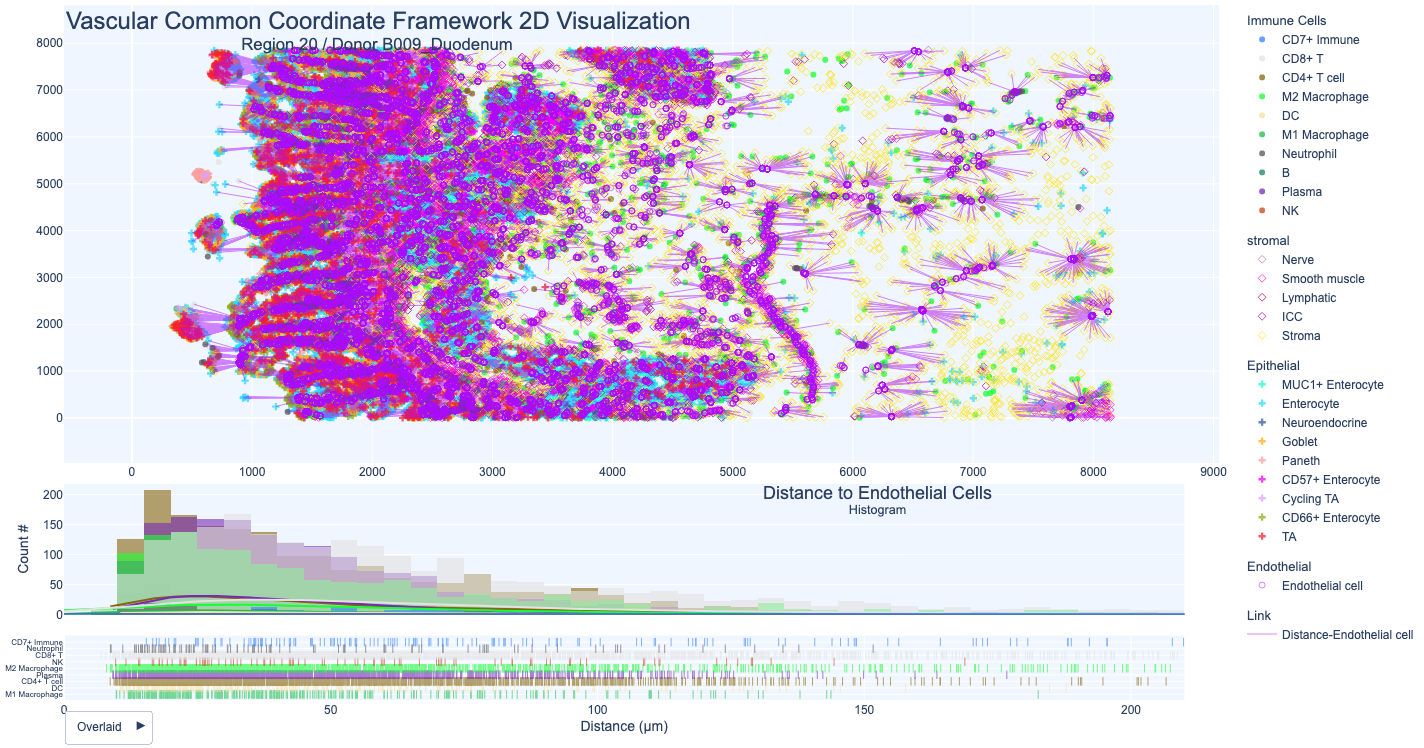 Vascular Common Coordinate Framework 2D Visualization
Region 20 / Donor B009_Duodenum
8000
7000
6000
5000
4000
3000
2000
1000
0
0 1000 2000 3000 4000 5000 6000 7000 8000 9000
Immune Cells
CD7+ Immune
CD8+ T
CD4+ T cell
M2 Macrophage
DC
M1 Macrophage
Neutrophil
B
Plasma
NK
stromal
Nerve
Smooth muscle
Lymphatic
ICC
Stroma
Epithelial
MUC1+ Enterocyte
Enterocyte
Neuroendocrine
Goblet
Paneth
CD57+ Enterocyte
Cycling TA
CD66+ Enterocyte
TA
Endothelial
Endothelial cell
Link
Distance-Endothelial cell
Distance to Endothelial Cells
Histogram
Count #
200
150
100
50
0
CD7+ Immune
Neutrophil
CD8+ T
NK
M2 Macrophage
Plasma
CD4+ T cell
DC
M1 Macrophage
0 50 100 150 200
Distance (μm)
Overlaid ►